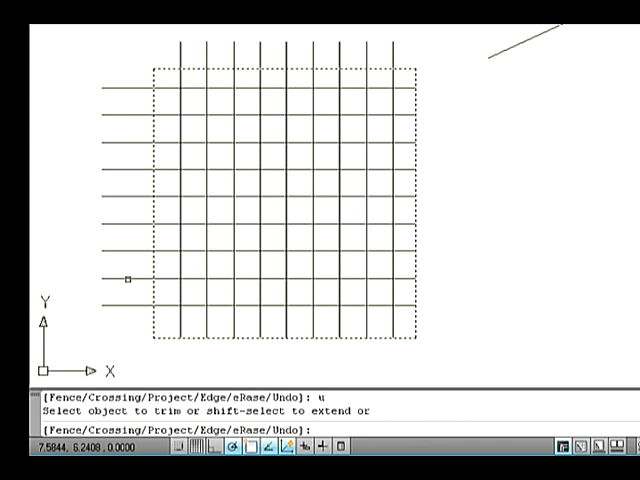 Y
X
[Fence/Crossing/Project/Edge/eRase/Undo]: u
Select object to trim or shift-select to extend or
[Fence/Crossing/Project/Edge/eRase/Undo]:
7.5844, 6.2408, 0.0000